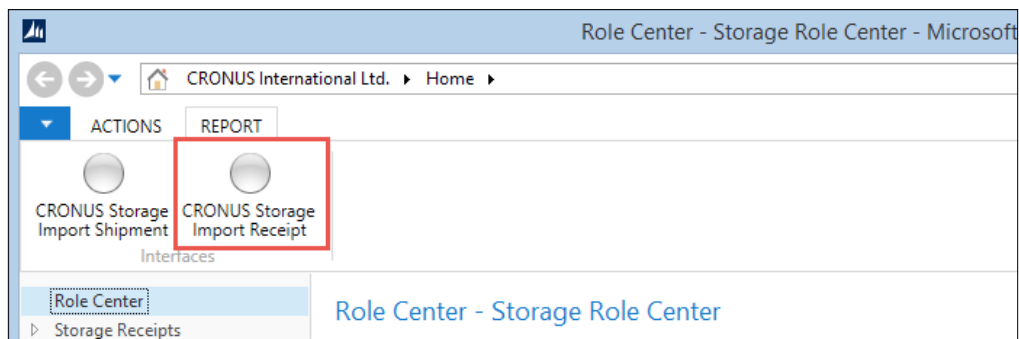 Role Center - Storage Role Center - Microsoft
CRONUS International Ltd. ▸ Home ▸
ACTIONS REPORT
CRONUS Storage CRONUS Storage
Import Shipment Import Receipt
Interfaces
Role Center
Storage Receipts
Role Center - Storage Role Center